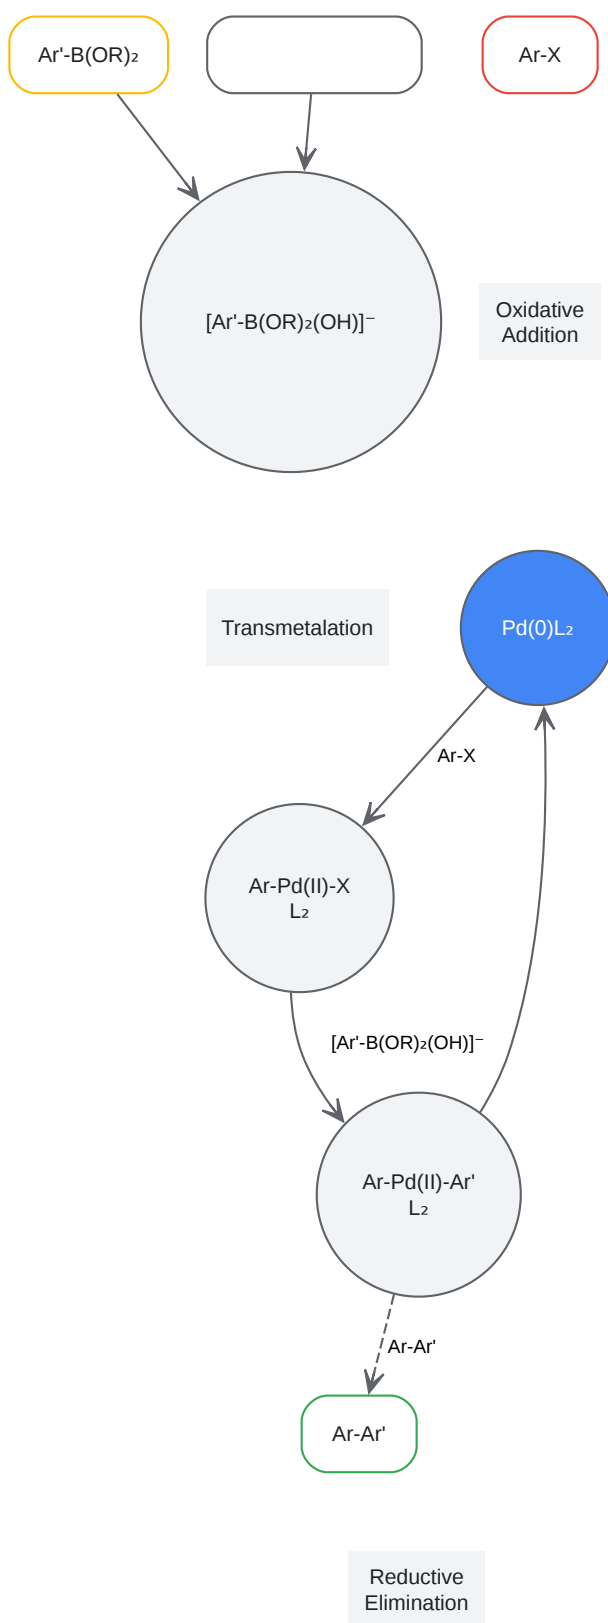 Ar'-B(OR)₂
Ar-X
[Ar'-B(OR)₂(OH)]⁻
Oxidative
Addition
Transmetalation
Pd(0)L₂
Ar-X
Ar-Pd(II)-X
L₂
[Ar'-B(OR)₂(OH)]⁻
Ar-Pd(II)-Ar'
L₂
Ar-Ar'
Ar-Ar'
Reductive
Elimination